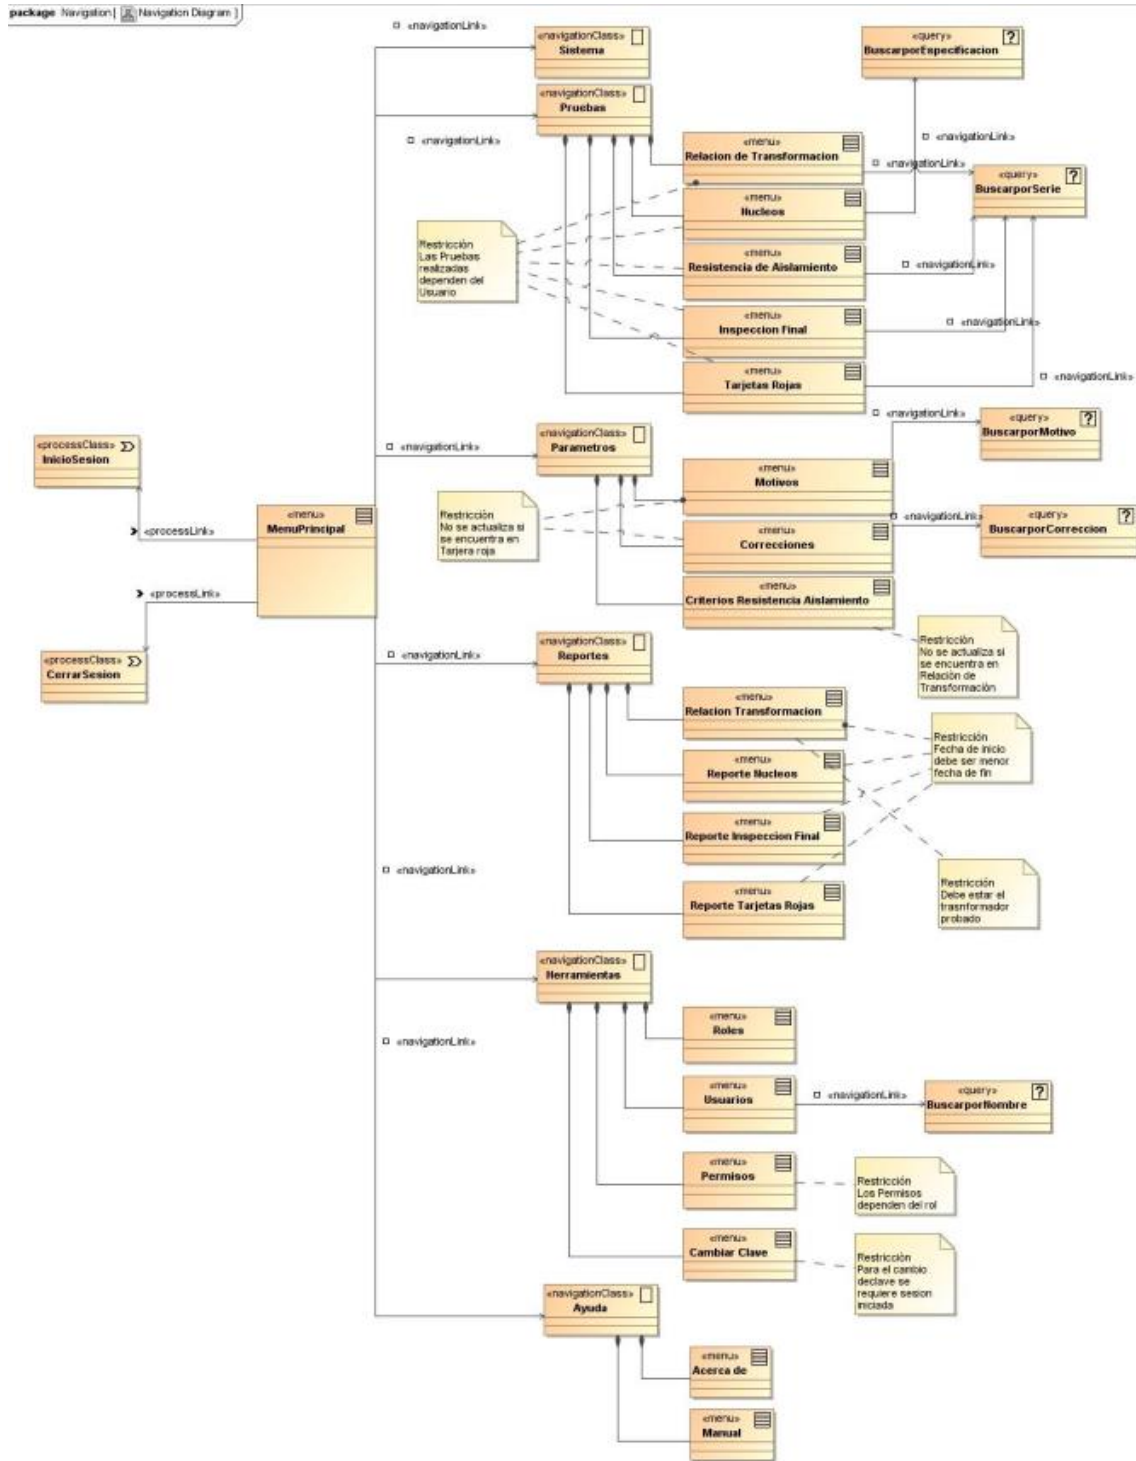 package Navigation[ Navigation Diagram ]
«navigationLink»
«navigationClass»
Sistema
«query»
BuscarporEspecificacion
«navigationClass»
Pruebas
«navigationLink»
«navigationLink»
«menu»
Relacion de Transformacion
«navigationLink»
«query»
BuscarporSerie
«menu»
Nucleos
Restricción
Las Pruebas
realizadas
dependen del
Usuario
«menu»
Resistencia de Aislamiento
«navigationLink»
«menu»
Inspeccion Final
«navigationLink»
«menu»
Tarjetas Rojas
«navigationLink»
«navigationClass»
Parametros
«navigationLink»
«navigationLink»
«query»
BuscarporMotivo
«processClass»
InicioSesion
«menu»
Motivos
Restricción
No se actualiza si
se encuentra en
Tarjera roja
«menu»
MenuPrincipal
«processLink»
«menu»
Correcciones
«navigationLink»
«query»
BuscarporCorreccion
«processLink»
«menu»
Criterios Resistencia Aislamiento
Restricción
No se actualiza si
se encuentra en
Relación de
Transformación
«processClass»
CerrarSesion
«navigationLink»
«navigationClass»
Reportes
«menu»
Relacion Transformacion
Restricción
Fecha de inicio
debe ser menor
fecha de fin
«menu»
Reporte Nucleos
«menu»
Reporte Inspeccion Final
«navigationLink»
«menu»
Reporte Tarjetas Rojas
Restricción
Debe estar el
trasnformador
probado
«navigationClass»
Herramientas
«navigationLink»
«menu»
Roles
«menu»
Usuarios
«navigationLink»
«query»
BuscarporNombre
«menu»
Permisos
Restricción
Los Permisos
dependen del rol
«menu»
Cambiar Clave
Restricción
Para el cambio
declave se
requiere sesion
iniciada
«navigationClass»
Ayuda
«menu»
Acerca de
«menu»
Manual